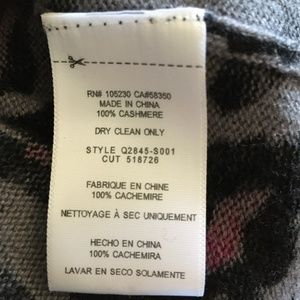 RN# 105230 CA#58360
MADE IN CHINA
100% CASHMERE
DRY CLEAN ONLY
STYLE Q2845-S001
CUT 518726
FABRIQUE EN CHINE
100% CACHEMIRE
NETTOYAGE À SEC UNIQUEMENT
HECHO EN CHINA
100% CACHEMIRA
LAVAR EN SECO SOLAMENTE